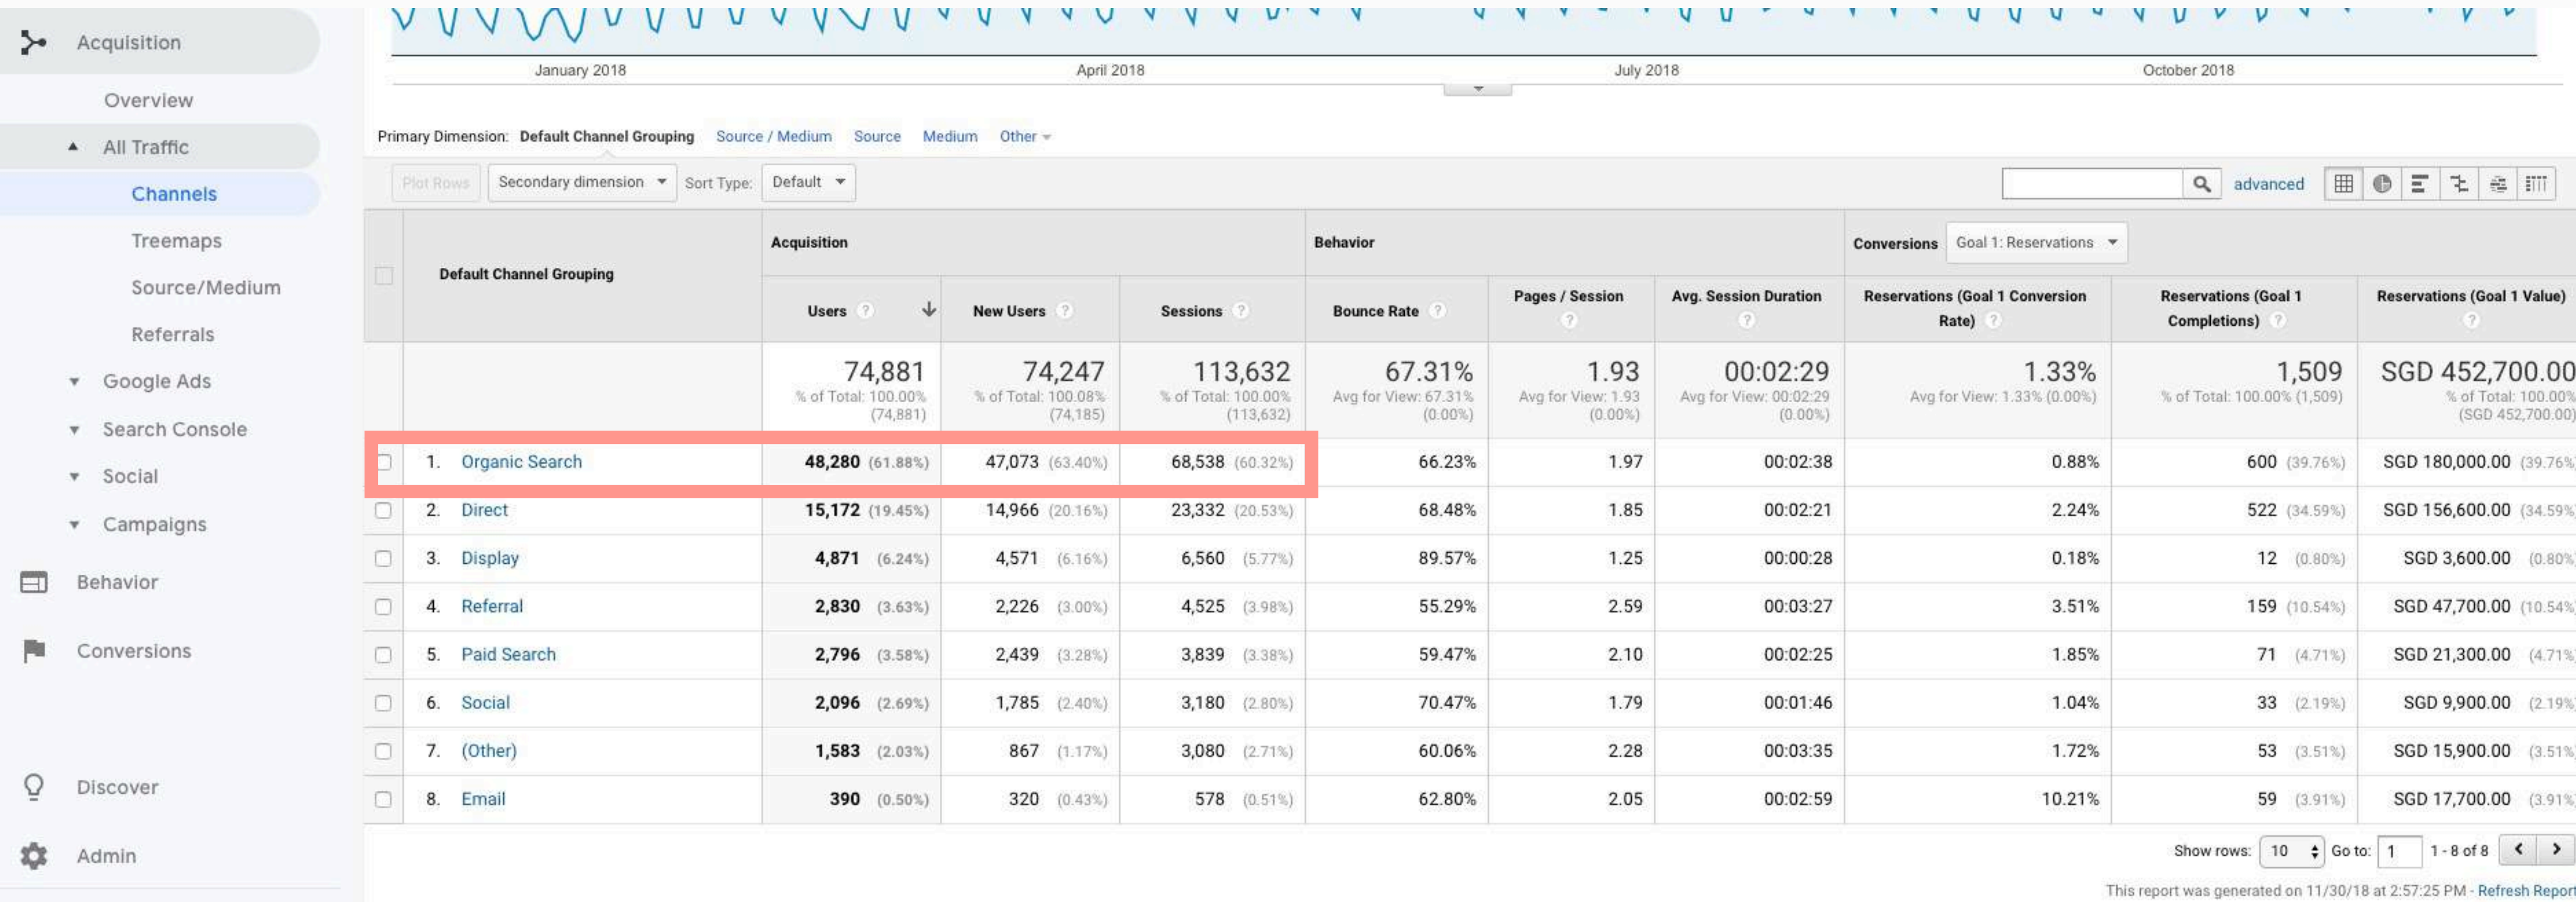 Acquisition
Overview
All Traffic
Channels
Treemaps
Source/Medium
Referrals
Google Ads
Search Console
Social
Campaigns
Behavior
Conversions
Discover
Admin
January 2018 April 2018 July 2018 October 2018
Primary Dimension: Default Channel Grouping Source / Medium Source Medium Other
Plot Rows Secondary dimension Sort Type: Default advanced
Default Channel Grouping
Acquisition Behavior Conversions Goal 1: Reservations
Users ? New Users ? Sessions ? Bounce Rate ? Pages / Session ? Avg. Session Duration ? Reservations (Goal 1 Conversion Rate) ? Reservations (Goal 1 Completions) ? Reservations (Goal 1 Value) ?
74,881 74,247 113,632 67.31% 1.93 00:02:29 1.33% 1,509 SGD 452,700.00
% of Total: 100.00% % of Total: 100.08% % of Total: 100.00% Avg for View: 67.31% Avg for View: 1.93 Avg for View: 00:02:29 Avg for View: 1.33% (0.00%) % of Total: 100.00% (1,509) % of Total: 100.00%
(74,881) (74,185) (113,632) (0.00%) (0.00%) (0.00%) (SGD 452,700.00)
1. Organic Search 48,280 (61.88%) 47,073 (63.40%) 68,538 (60.32%) 66.23% 1.97 00:02:38 0.88% 600 (39.76%) SGD 180,000.00 (39.76%
2. Direct 15,172 (19.45%) 14,966 (20.16%) 23,332 (20.53%) 68.48% 1.85 00:02:21 2.24% 522 (34.59%) SGD 156,600.00 (34.59%
3. Display 4,871 (6.24%) 4,571 (6.16%) 6,560 (5.77%) 89.57% 1.25 00:00:28 0.18% 12 (0.80%) SGD 3,600.00 (0.80%
4. Referral 2,830 (3.63%) 2,226 (3.00%) 4,525 (3.98%) 55.29% 2.59 00:03:27 3.51% 159 (10.54%) SGD 47,700.00 (10.54%
5. Paid Search 2,796 (3.58%) 2,439 (3.28%) 3,839 (3.38%) 59.47% 2.10 00:02:25 1.85% 71 (4.71%) SGD 21,300.00 (4.71%
6. Social 2,096 (2.69%) 1,785 (2.40%) 3,180 (2.80%) 70.47% 1.79 00:01:46 1.04% 33 (2.19%) SGD 9,900.00 (2.19%
7. (Other) 1,583 (2.03%) 867 (1.17%) 3,080 (2.71%) 60.06% 2.28 00:03:35 1.72% 53 (3.51%) SGD 15,900.00 (3.51%
8. Email 390 (0.50%) 320 (0.43%) 578 (0.51%) 62.80% 2.05 00:02:59 10.21% 59 (3.91%) SGD 17,700.00 (3.91%
Show rows: 10 Go to: 1 1 - 8 of 8
This report was generated on 11/30/18 at 2:57:25 PM - Refresh Report